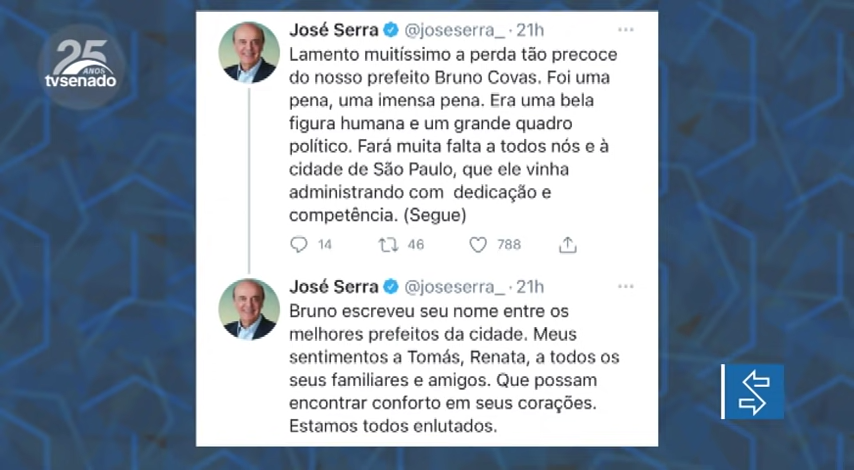 25
ANOS
tvsenado
José Serra @joseserra_ · 21h
Lamento muitíssimo a perda tão precoce
do nosso prefeito Bruno Covas. Foi uma
pena, uma imensa pena. Era uma bela
figura humana e um grande quadro
político. Fará muita falta a todos nós e à
cidade de São Paulo, que ele vinha
administrando com dedicação e
competência. (Segue)
14 46 788
José Serra @joseserra_ · 21h
Bruno escreveu seu nome entre os
melhores prefeitos da cidade. Meus
sentimentos a Tomás, Renata, a todos os
seus familiares e amigos. Que possam
encontrar conforto em seus corações.
Estamos todos enlutados.